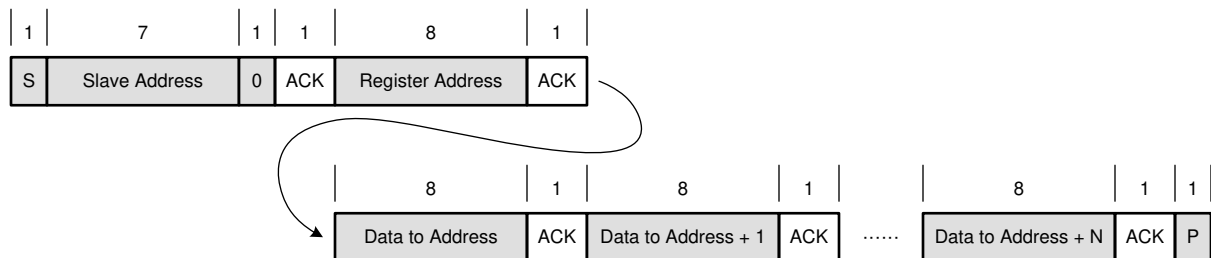 1 7 1 1 8 1
S Slave Address 0 ACK Register Address ACK
8 1 8 1 8 1 1
Data to Address ACK Data to Address + 1 ACK ...... Data to Address + N ACK P